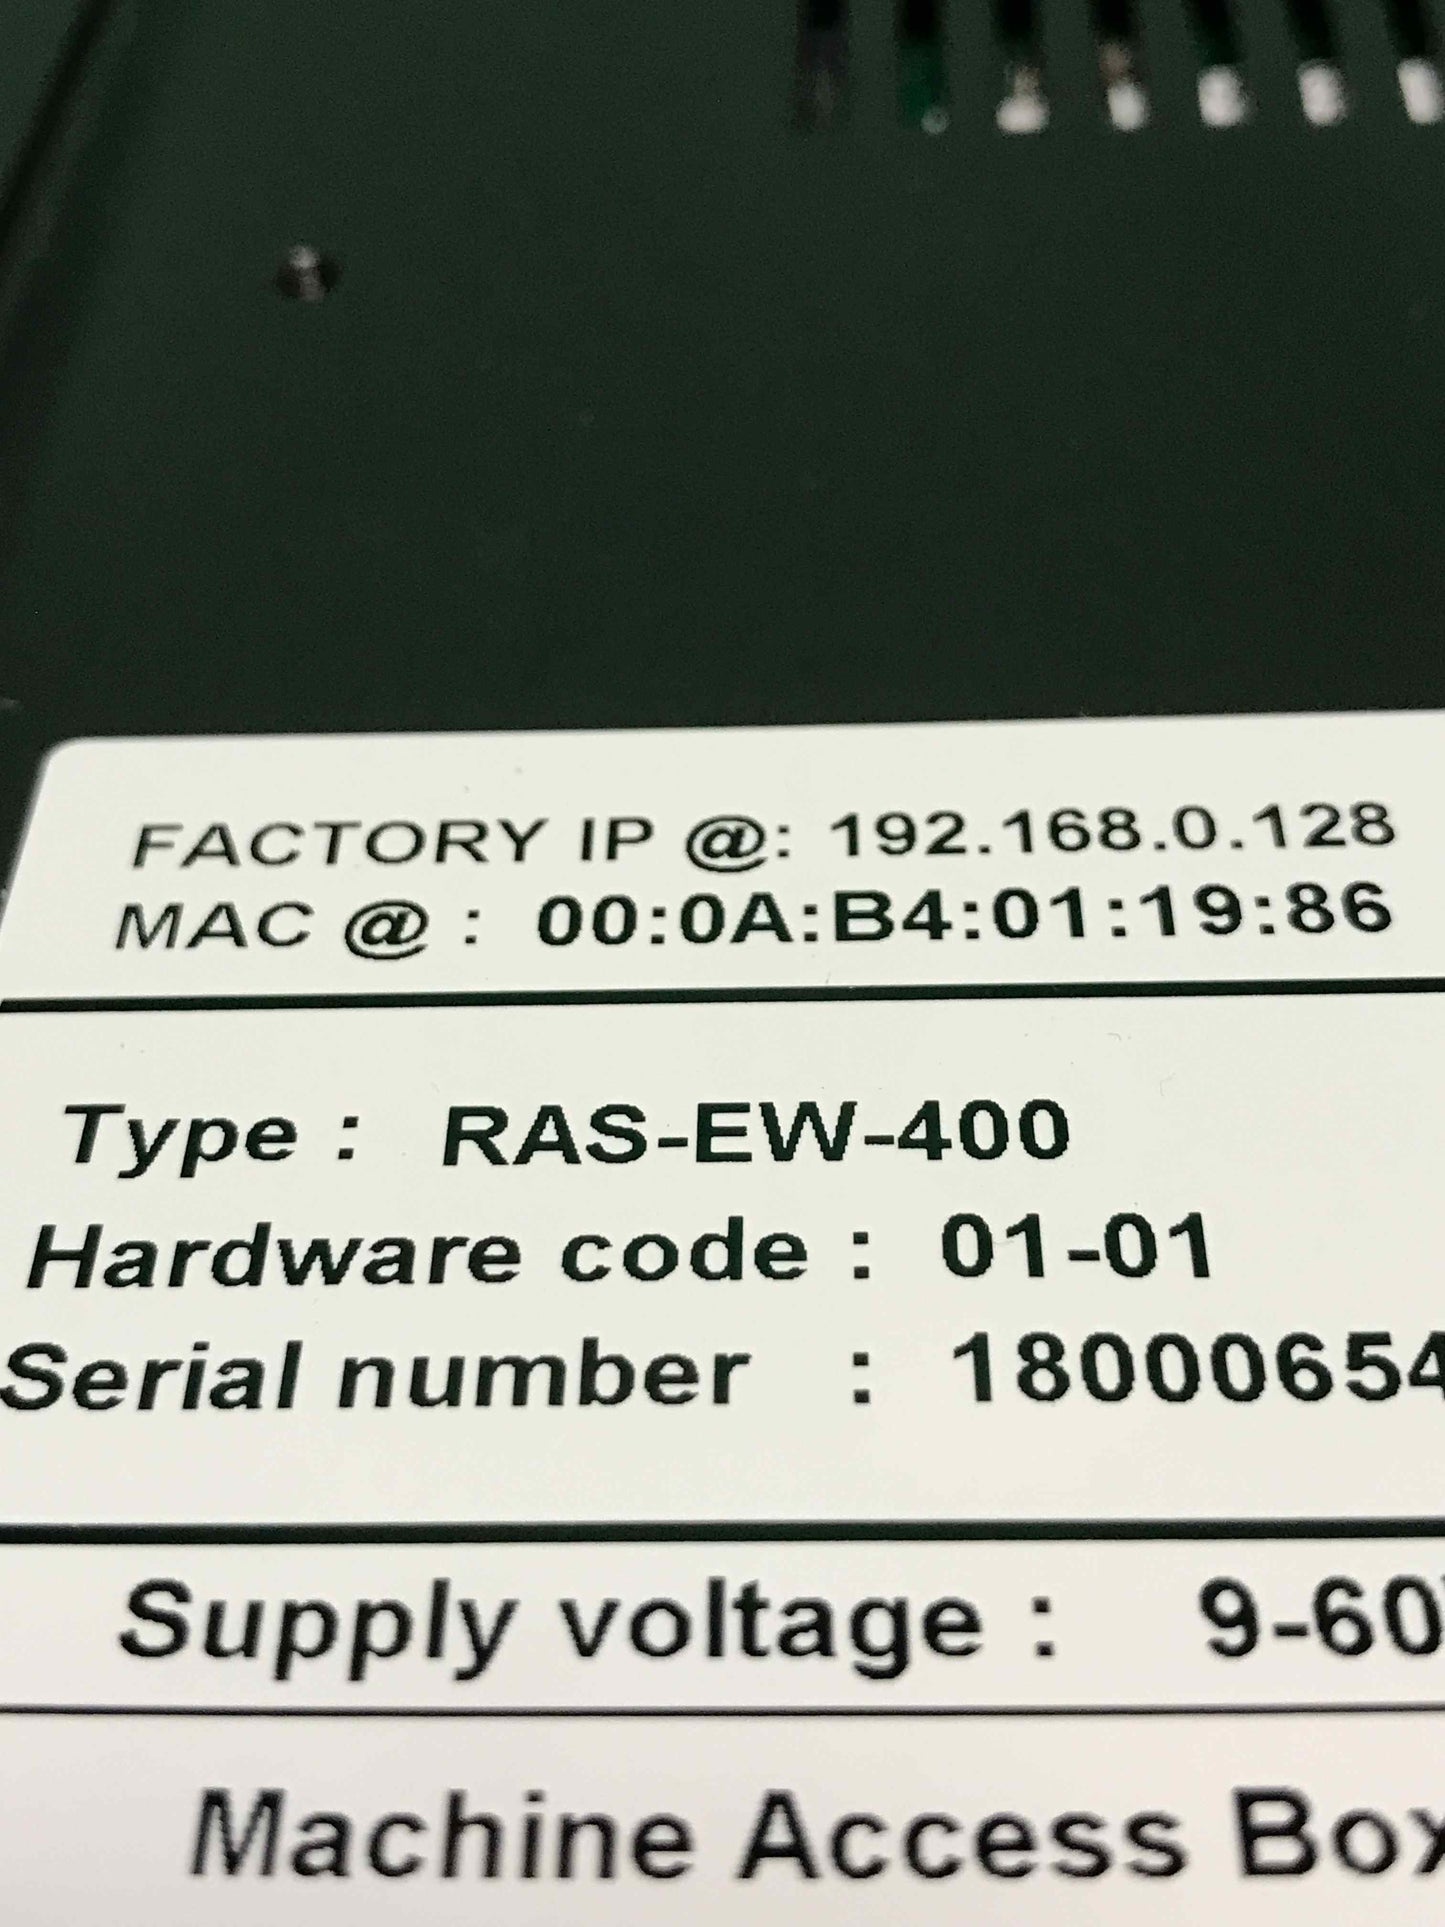 FACTORY IP @: 192.168.0.128
MAC @ : 00:0A:B4:01:19:86
Type : RAS-EW-400
Hardware code : 01-01
Serial number : 18000654
Supply voltage : 9-60
Machine Access Box